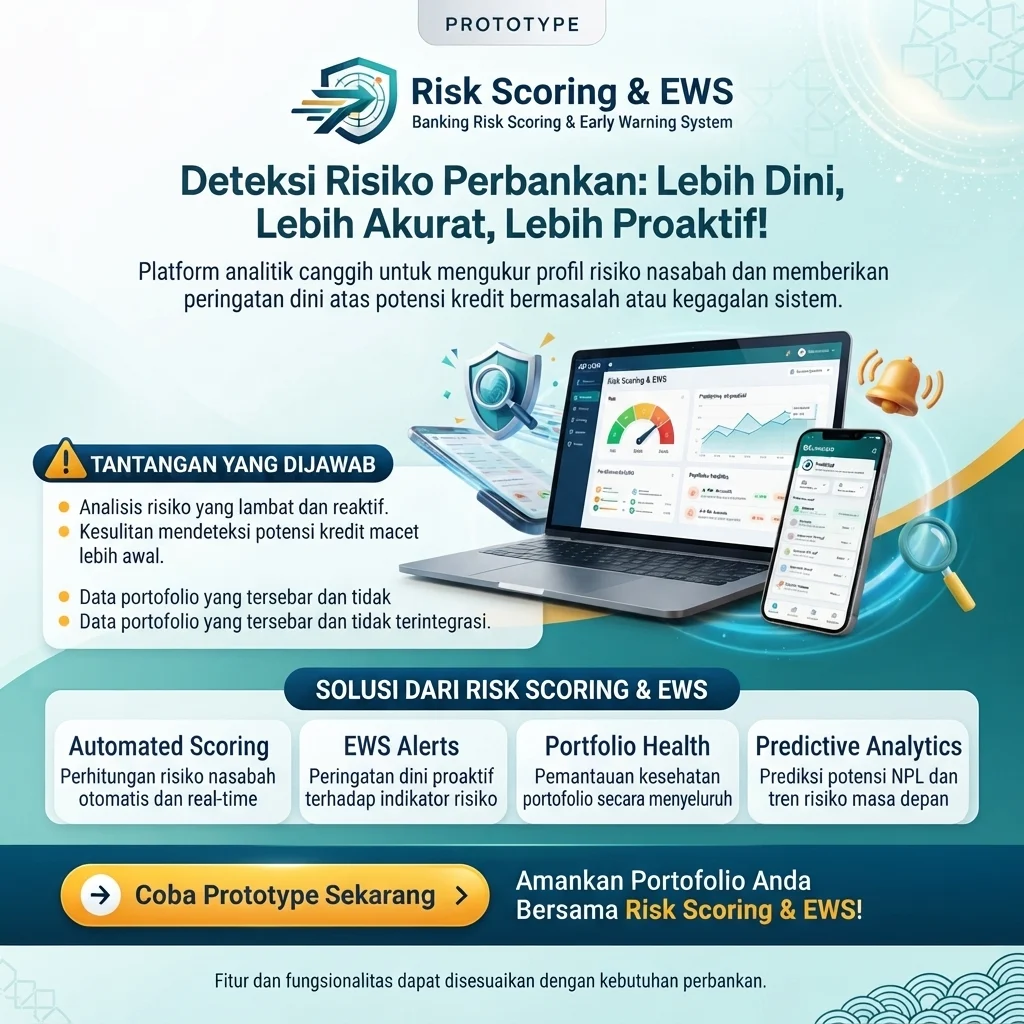 PROTOTYPE
Risk Scoring & EWS
Banking Risk Scoring & Early Warning System
Deteksi Risiko Perbankan: Lebih Dini,
Lebih Akurat, Lebih Proaktif!
Platform analitik canggih untuk mengukur profil risiko nasabah dan memberikan
peringatan dini atas potensi kredit bermasalah atau kegagalan sistem.
Risk Scoring & EWS
TANTANGAN YANG DIJAWAB
Analisis risiko yang lambat dan reaktif.
Kesulitan mendeteksi potensi kredit macet
lebih awal.
Data portofolio yang tersebar dan tidak
Data portofolio yang tersebar dan tidak terintegrasi.
SOLUSI DARI RISK SCORING & EWS
Automated Scoring
Perhitungan risiko nasabah
otomatis dan real-time
EWS Alerts
Peringatan dini proaktif
terhadap indikator risiko
Portfolio Health
Pemantauan kesehatan
portofolio secara menyeluruh
Predictive Analytics
Prediksi potensi NPL dan
tren risiko masa depan
Coba Prototype Sekarang
Amankan Portofolio Anda
Bersama Risk Scoring & EWS!
Fitur dan fungsionalitas dapat disesuaikan dengan kebutuhan perbankan.